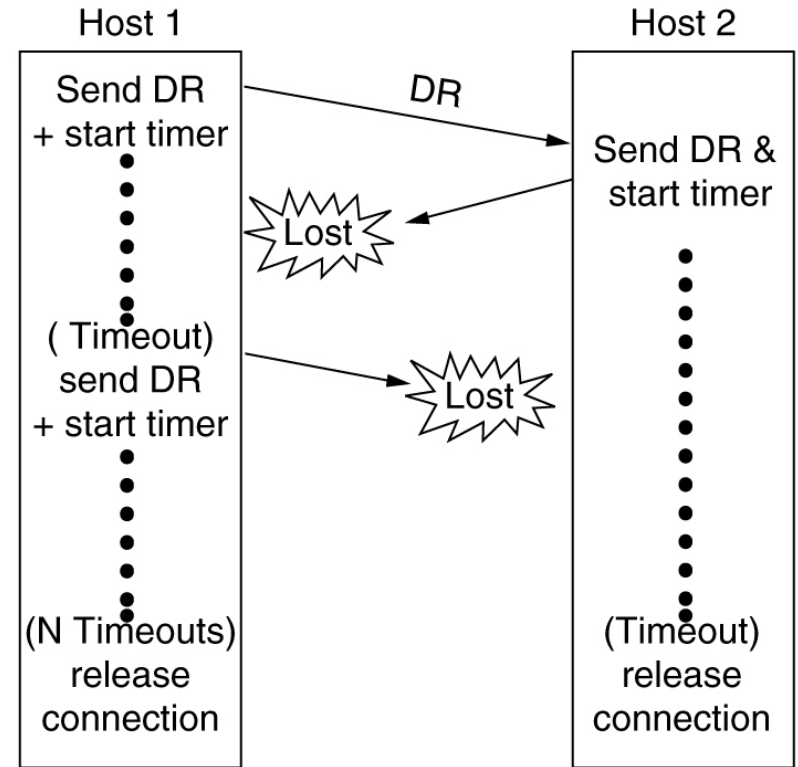 Host 1
Host 2
Send DR
+ start timer
DR
Send DR &
start timer
Lost
( Timeout)
send DR
+ start timer
Lost
(N Timeouts)
release
connection
(Timeout)
release
connection